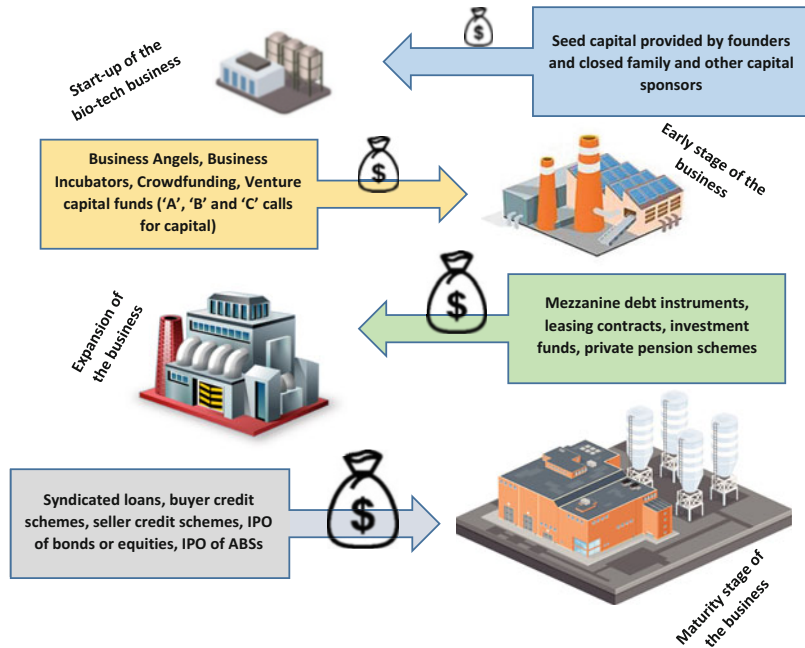 Start-up of the
bio-tech business
$
Seed capital provided by founders
and closed family and other capital
sponsors
Business Angels, Business
Incubators, Crowdfunding, Venture
capital funds (‘A’, ‘B’ and ‘C’ calls
for capital)
$
Early stage of the
business
Expansion of
the business
$
Mezzanine debt instruments,
leasing contracts, investment
funds, private pension schemes
Syndicated loans, buyer credit
schemes, seller credit schemes, IPO
of bonds or equities, IPO of ABSs
$
Maturity stage of
the business